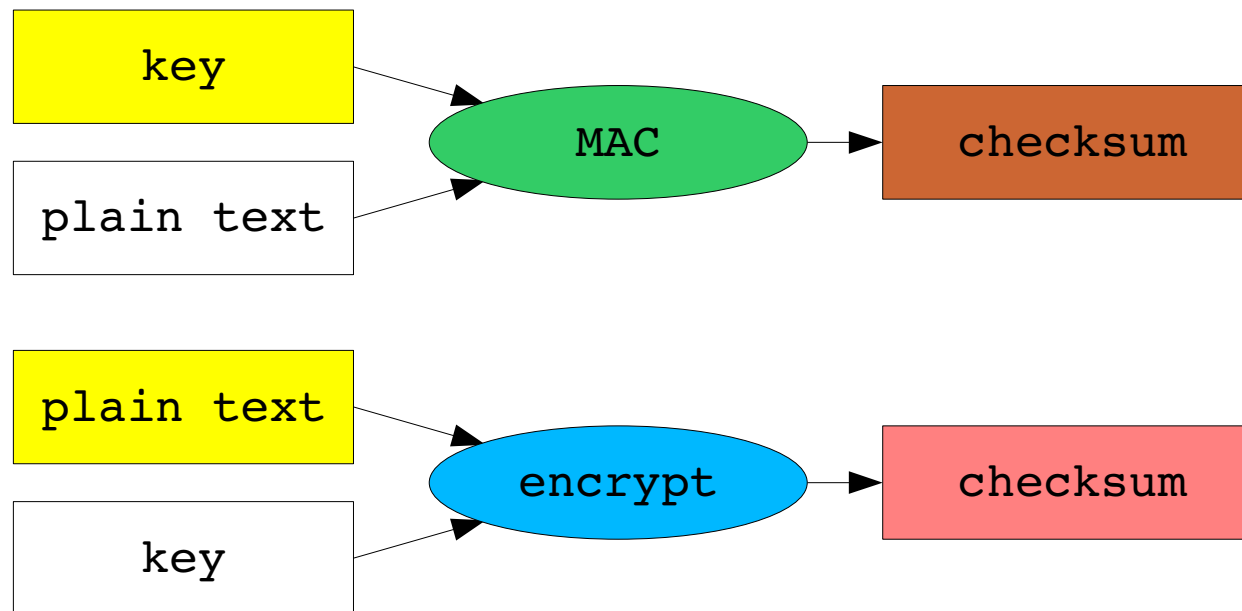 key
plain text
MAC
checksum
plain text
key
encrypt
checksum